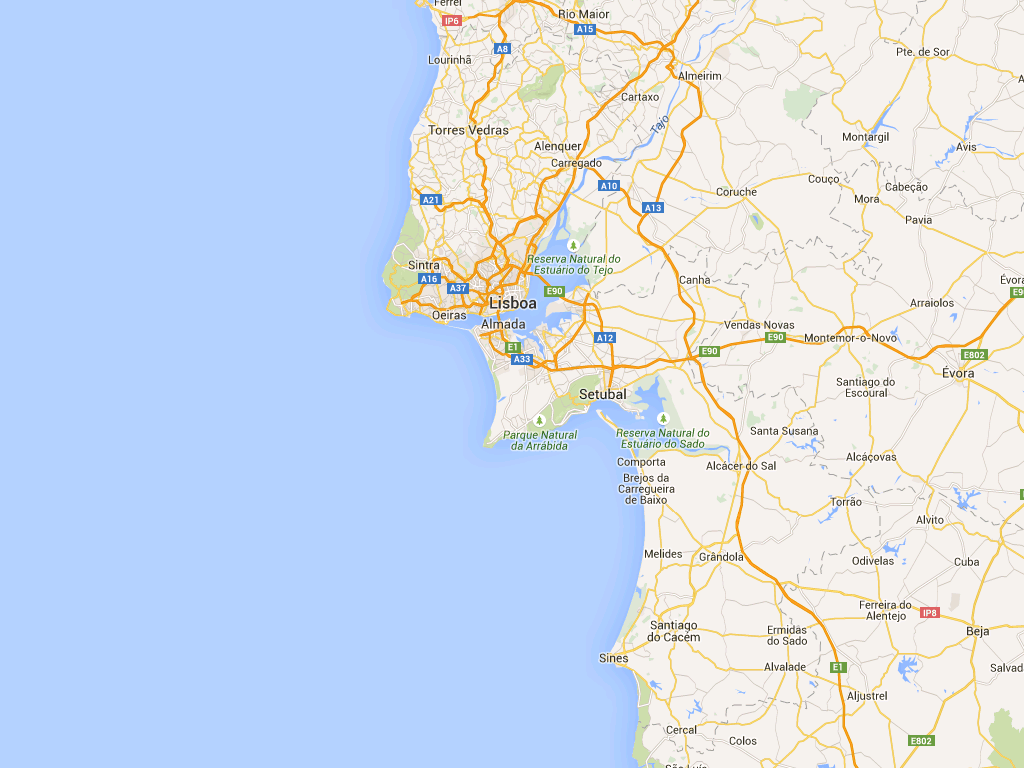 Ferrel
IP6
Rio Maior
A15
A8
Pte. de Sor
Lourinhã
Almeirim
Cartaxo
Tajo
Torres Vedras
Montargil
Alenquer
Avis
Carregado
A10
Couço
Cabeção
Coruche
A21
Mora
A13
Pavia
Reserva Natural do
Estuário do Tejo
Sintra
A16
Canha
A37
E90
Lisboa
Arraiolos
Oeiras
Almada
Vendas Novas
A12
E90
Montemor-o-Novo
E1
E90
A33
E802
Évora
Setubal
Santiago do
Escoural
Parque Natural
da Arrábida
Reserva Natural do
Estuário do Sado
Santa Susana
Comporta
Alcácer do Sal
Alcáçovas
Brejos da
Carregueira
de Baixo
Torrão
Alvito
Melides
Grândola
Odivelas
Cuba
Ferreira do
Alentejo
IP8
Santiago
do Cacém
Ermidas
do Sado
Beja
Sines
Alvalade
E1
Aljustrel
Cercal
Colos
E802